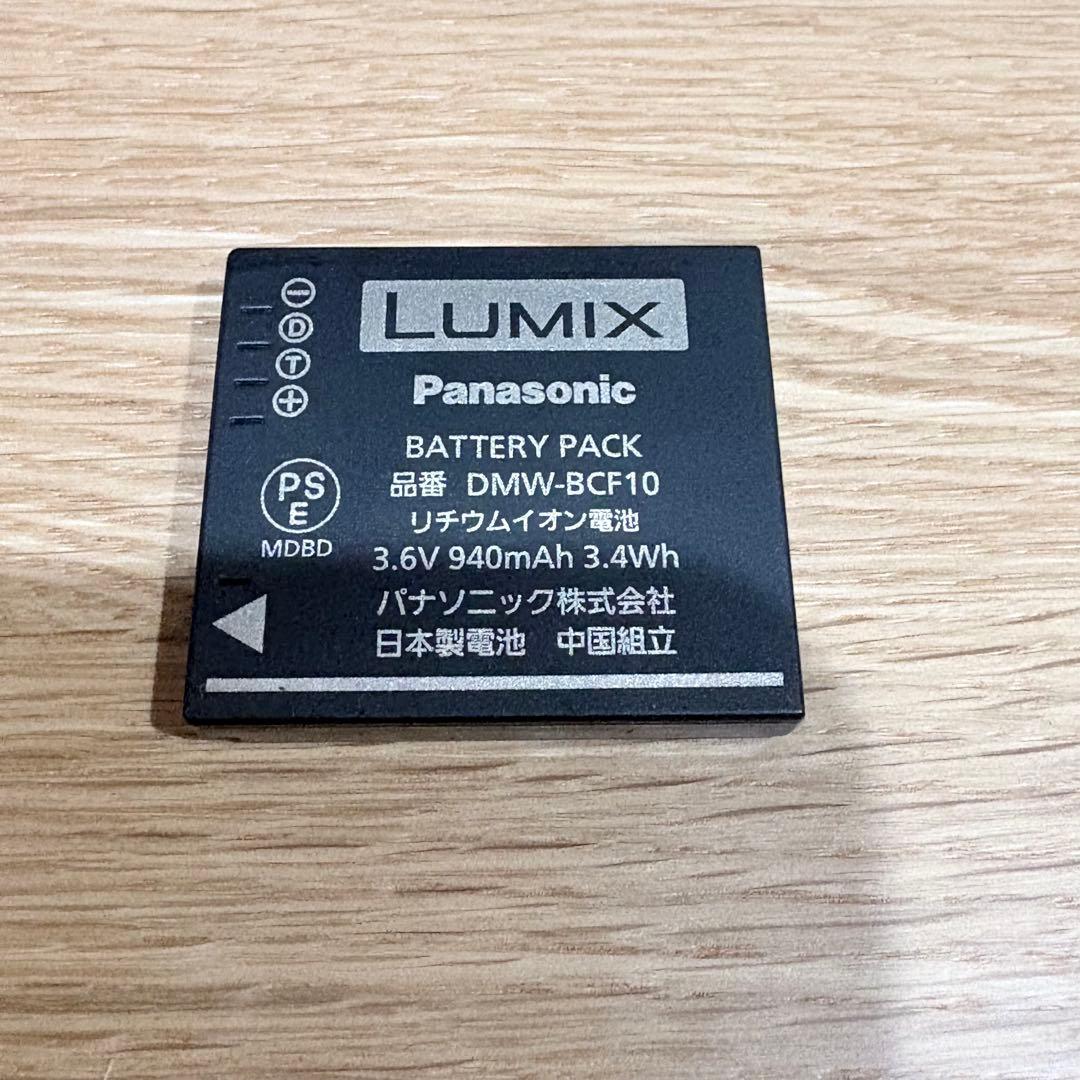 LUMIX
Panasonic
BATTERY PACK
品番 DMW-BCF10
リチウムイオン電池
3.6V 940mAh 3.4Wh
パナソニック株式会社
日本製電池 中国組立
−
D
T
+
PS
E
MDBD